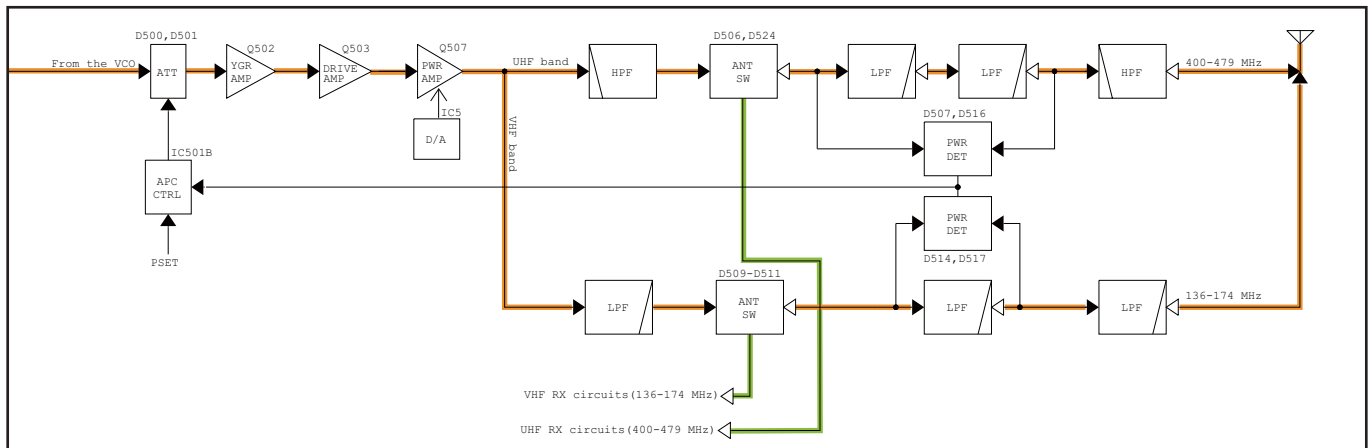 D500,D501
Q502
Q503
Q507
D506,D524
From the VCO
ATT
YGR
AMP
DRIVE
AMP
PWR
AMP
UHF band
HPF
ANT
SW
LPF
LPF
HPF
400-479 MHz
IC5
D/A
VHF band
D507,D516
PWR
DET
IC501B
APC
CTRL
PSET
PWR
DET
D514,D517
D509-D511
LPF
ANT
SW
LPF
LPF
136-174 MHz
VHF RX circuits(136-174 MHz)
UHF RX circuits(400-479 MHz)